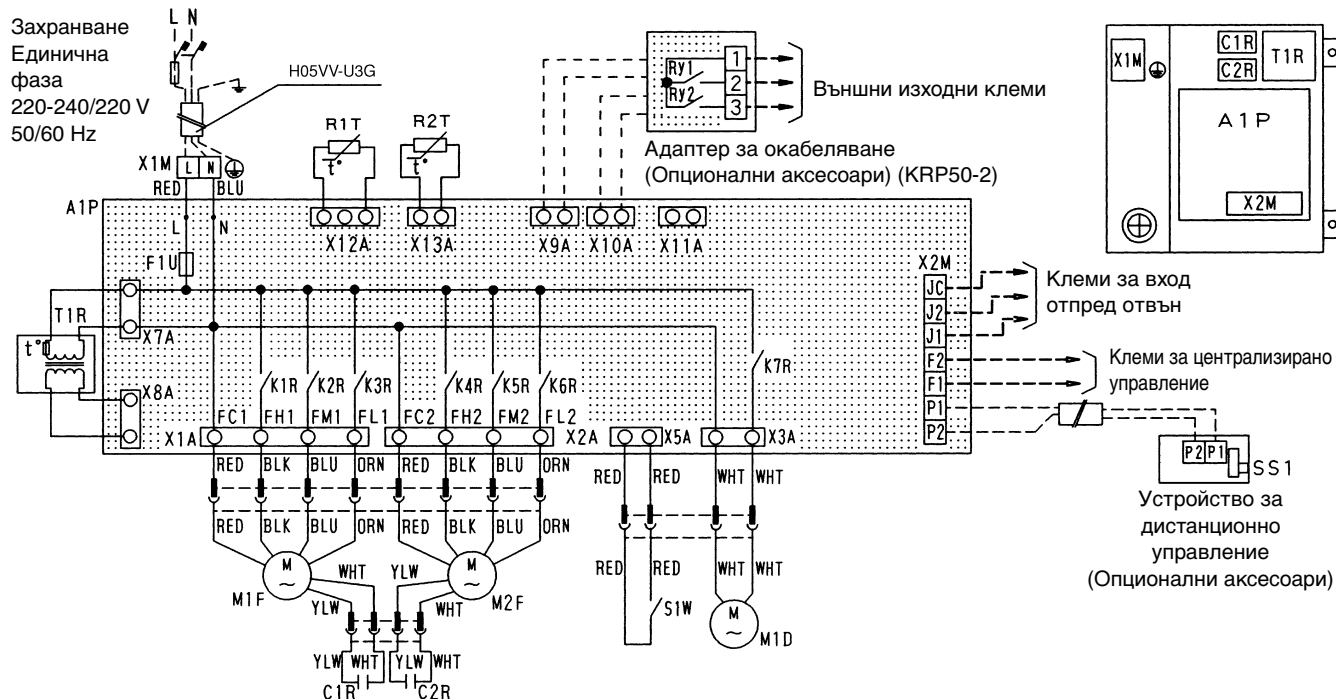 Захранване
Единична
фаза
220-240/220 V
50/60 Hz
L N
H05VV-U3G
X1M L N
RED BLU
A1P
L N
F1U
R1T
t°
R2T
t°
X12A
X13A
X9A
X10A
X11A
Ry1
Ry2
1
2
3
Външни изходни клеми
Адаптер за окабеляване
(Опционални аксесоари) (KRP50-2)
X1M
C1R
C2R
T1R
A1P
X2M
T1R
t°
X7A
X8A
K1R K2R K3R K4R K5R K6R
K7R
FC1 FH1 FM1 FL1 FC2 FH2 FM2 FL2
X1A X2A X5A X3A
X2M
JC
J2
J1
F2
F1
P1
P2
Клеми за вход
отпред отвън
Клеми за централизирано
управление
P2 P1
SS1
Устройство за
дистанционно
управление
(Опционални аксесоари)
RED BLK BLU ORN RED BLK BLU ORN
RED RED WHT WHT
RED BLK BLU ORN RED BLK BLU ORN
RED RED WHT WHT
M
~
M1F
M
~
M2F
WHT YLW
YLW WHT
YLW WHT YLW WHT
C1R C2R
S1W
M
~
M1D